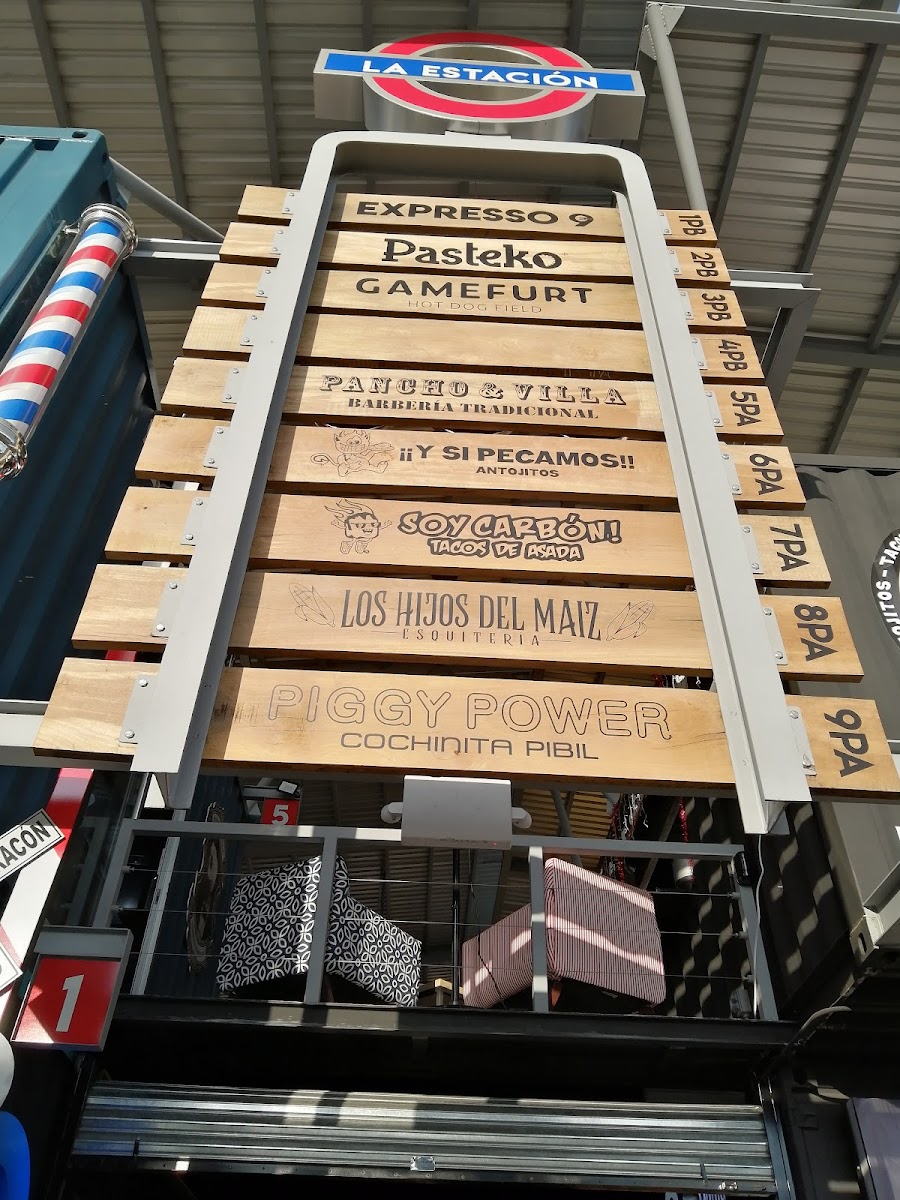 LA ESTACIÓN
EXPRESSO 9 1PB
Pasteko 2PB
GAMEFURT 3PB
HOT DOG FIELD
4PB
PANCHO & VILLA 5PA
BARBERÍA TRADICIONAL
¡¡Y SI PECAMOS!! 6PA
ANTOJITOS
SOY CARBÓN! 7PA
TACOS DE ASADA
LOS HIJOS DEL MAIZ 8PA
ESQUITERIA
PIGGY POWER 9PA
COCHINITA PIBIL
5
1